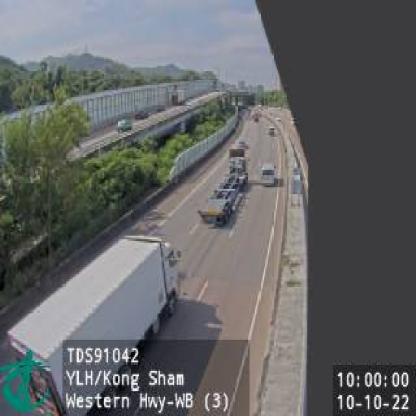 TDS91042
YLH/Kong Sham
Western Hwy-WB (3)
10:00:00
10-10-22